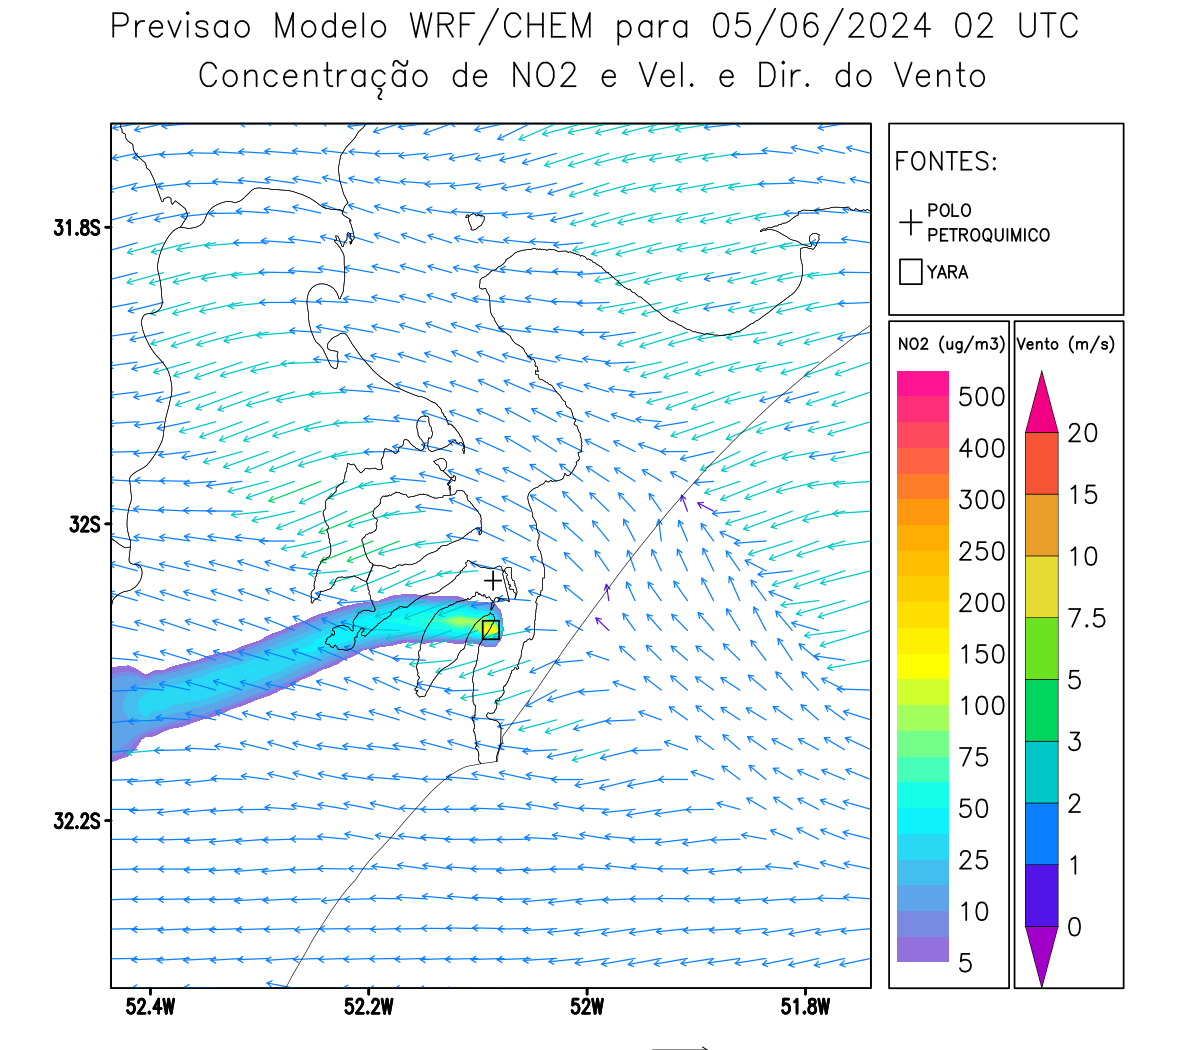 Previsao Modelo WRF/CHEM para 05/06/2024 02 UTC
Concentração de NO2 e Vel. e Dir. do Vento
FONTES:
POLO
PETROQUIMICO
YARA
NO2 (ug/m3)
500
400
300
250
200
150
100
75
50
25
10
5
Vento (m/s)
20
15
10
7.5
5
3
2
1
0
31.8S
32S
32.2S
52.4W
52.2W
52W
51.8W